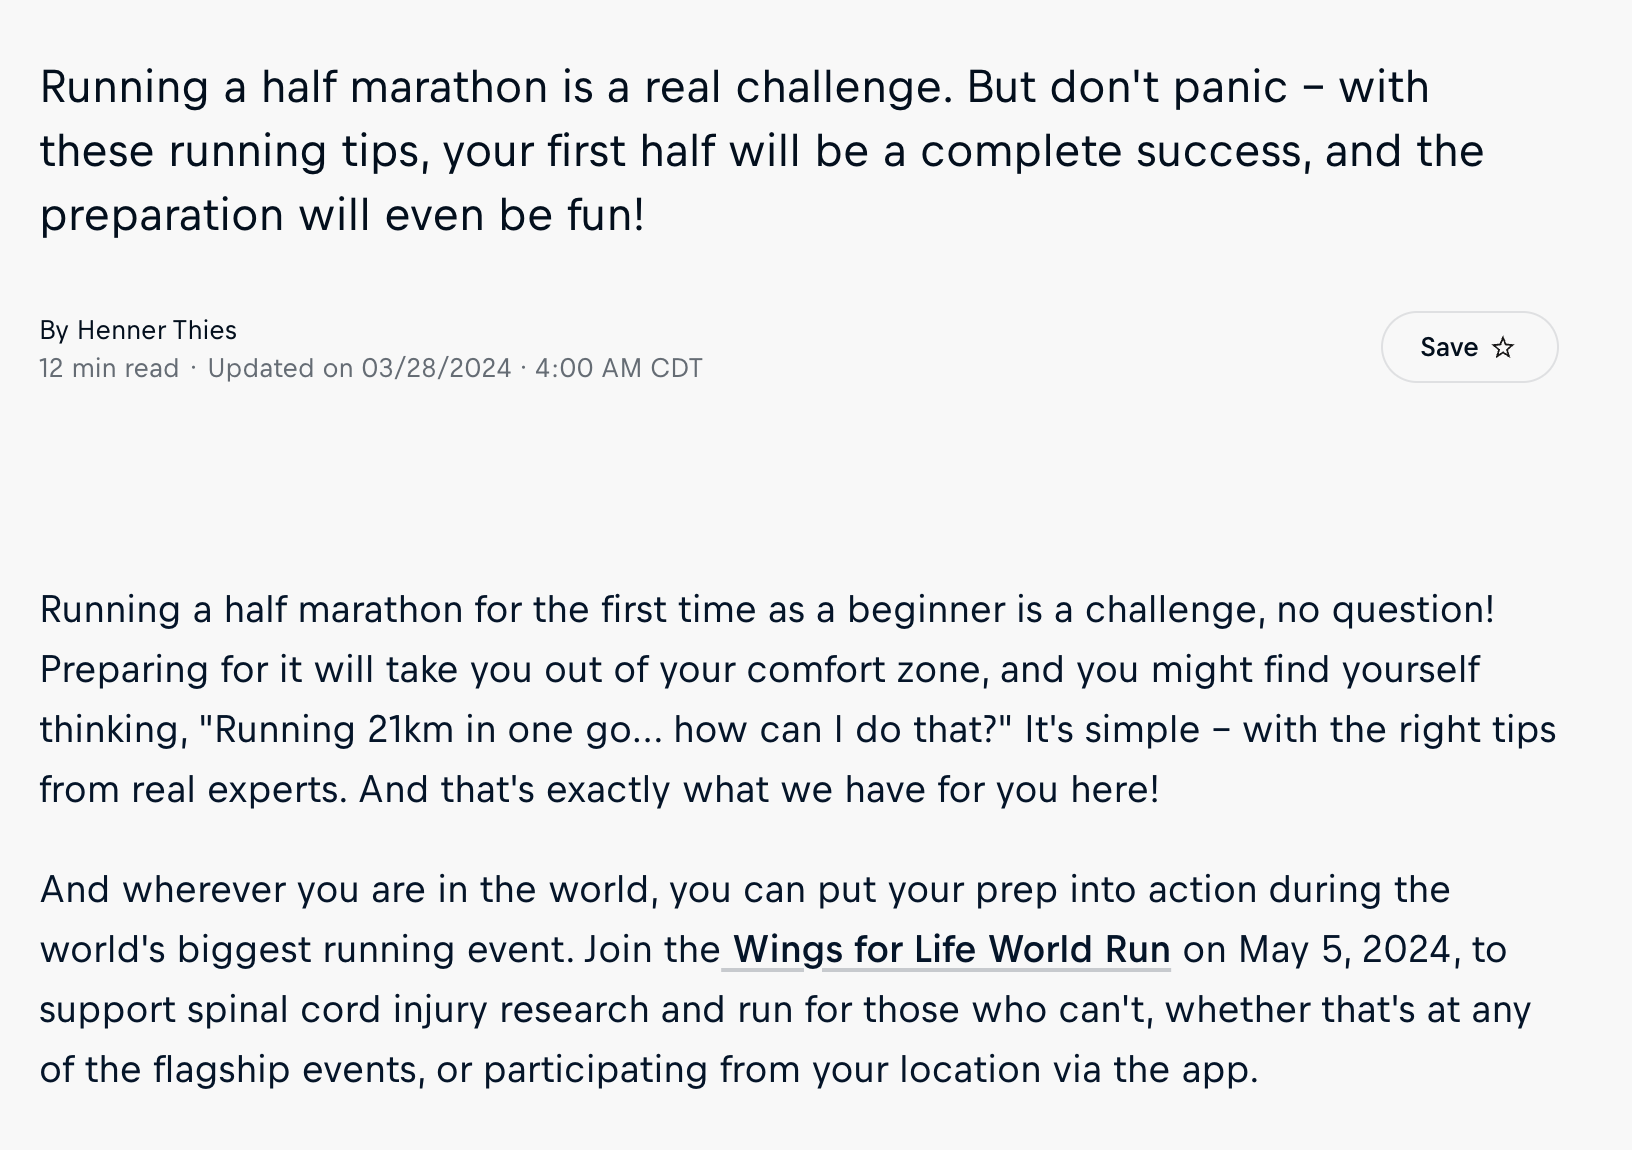 Running a half marathon is a real challenge. But don't panic – with
these running tips, your first half will be a complete success, and the
preparation will even be fun!
By Henner Thies
12 min read · Updated on 03/28/2024 · 4:00 AM CDT
Save ☆
Running a half marathon for the first time as a beginner is a challenge, no question!
Preparing for it will take you out of your comfort zone, and you might find yourself
thinking, "Running 21km in one go... how can I do that?" It's simple – with the right tips
from real experts. And that's exactly what we have for you here!
And wherever you are in the world, you can put your prep into action during the
world's biggest running event. Join the Wings for Life World Run on May 5, 2024, to
support spinal cord injury research and run for those who can't, whether that's at any
of the flagship events, or participating from your location via the app.